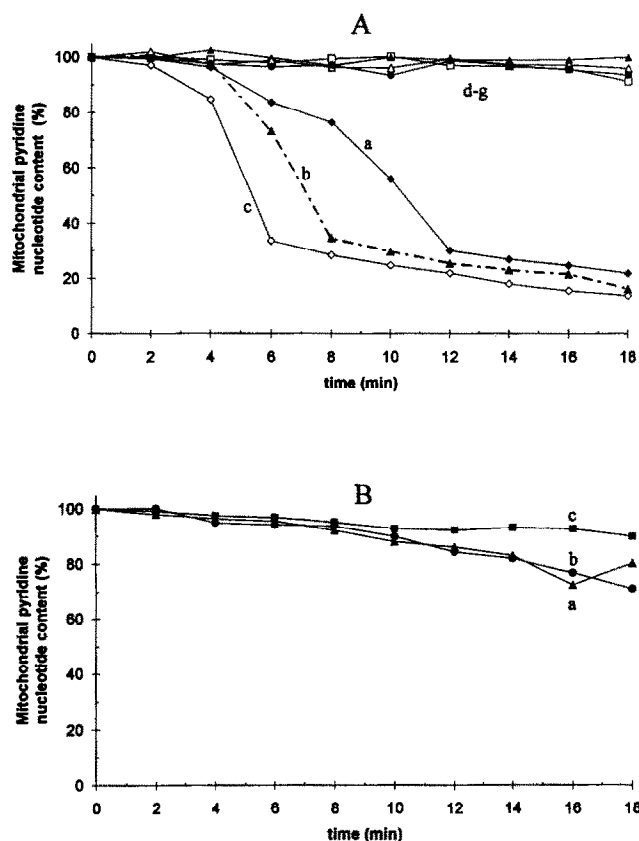 A
Mitochondrial pyridine
nucleotide content (%)
100
80
60
40
20
0
a
b
c
d-g
0 2 4 6 8 10 12 14 16 18
time (min)
B
Mitochondrial pyridine
nucleotide content (%)
100
80
60
40
20
0
c
b
a
0 2 4 6 8 10 12 14 16 18
time (min)